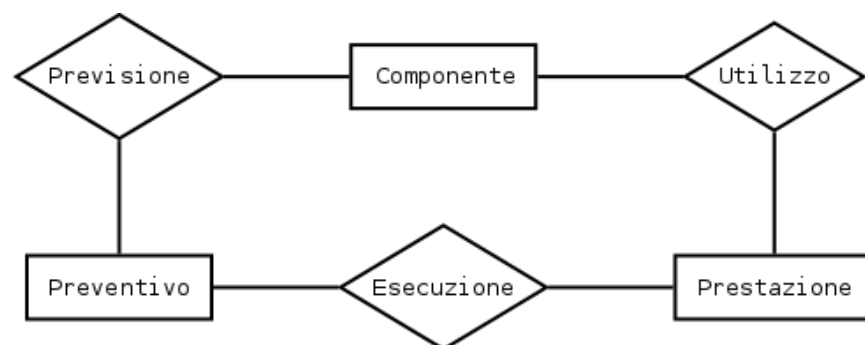 Previsione
Componente
Utilizzo
Preventivo
Esecuzione
Prestazione